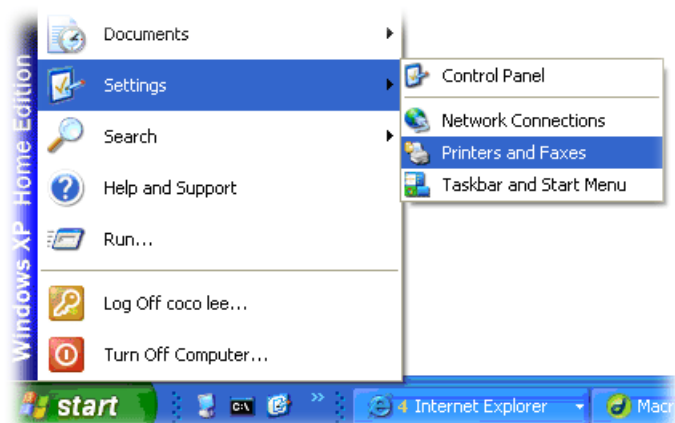 Windows XP Home Edition
Documents
Settings
Search
Help and Support
Run...
Log Off coco lee...
Turn Off Computer...
Control Panel
Network Connections
Printers and Faxes
Taskbar and Start Menu
start
C:\
»
4 Internet Explorer
Macr